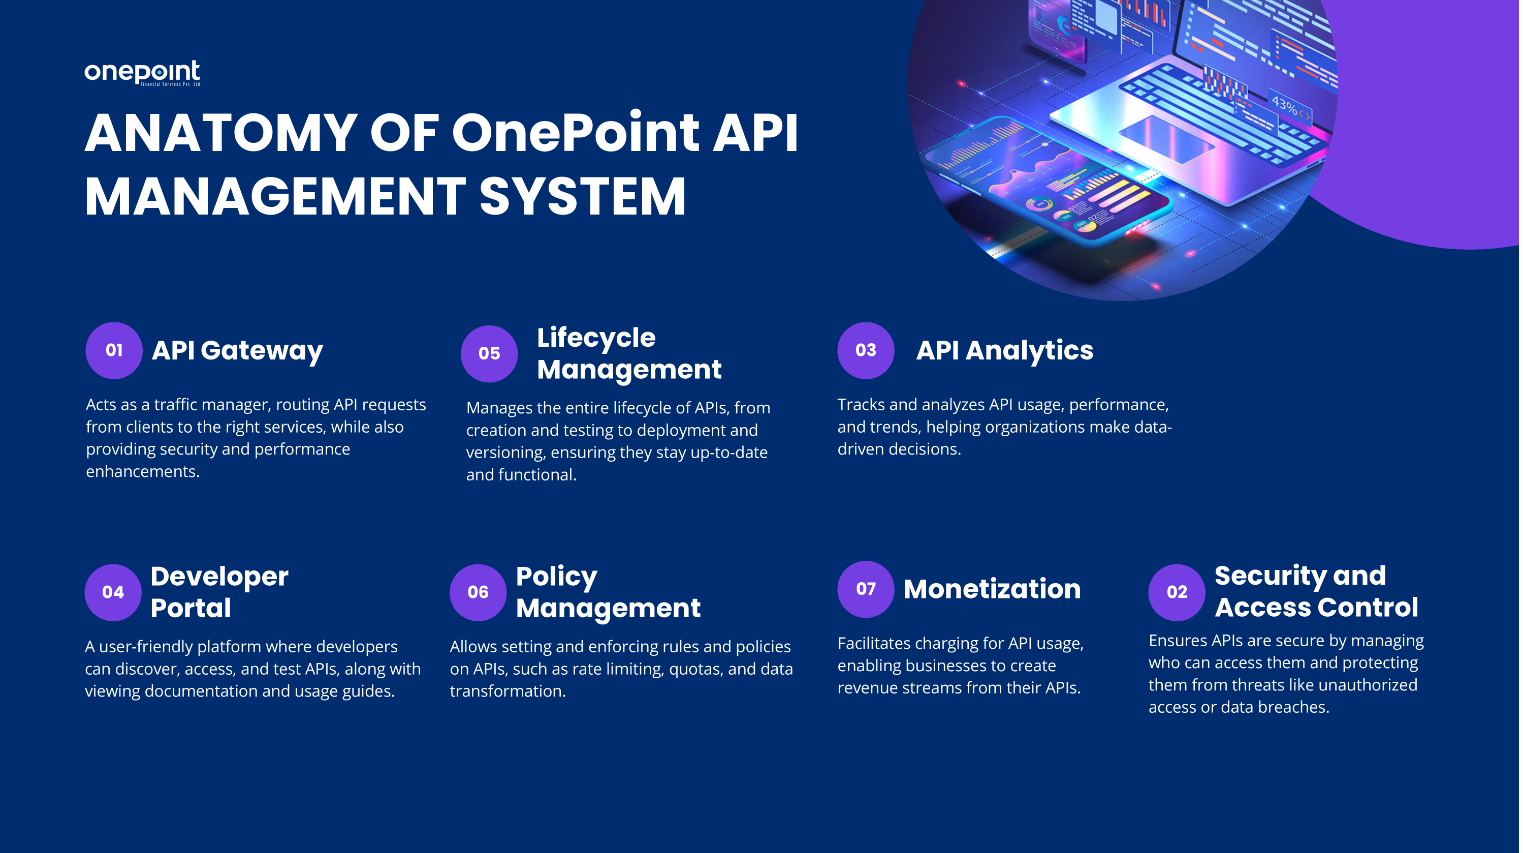 onepoint
Financial Services Pvt. Ltd
ANATOMY OF OnePoint API
MANAGEMENT SYSTEM
43%
01
API Gateway
Acts as a traffic manager, routing API requests
from clients to the right services, while also
providing security and performance
enhancements.
05
Lifecycle
Management
Manages the entire lifecycle of APIs, from
creation and testing to deployment and
versioning, ensuring they stay up-to-date
and functional.
03
API Analytics
Tracks and analyzes API usage, performance,
and trends, helping organizations make data-
driven decisions.
04
Developer
Portal
A user-friendly platform where developers
can discover, access, and test APIs, along with
viewing documentation and usage guides.
06
Policy
Management
Allows setting and enforcing rules and policies
on APIs, such as rate limiting, quotas, and data
transformation.
07
Monetization
Facilitates charging for API usage,
enabling businesses to create
revenue streams from their APIs.
02
Security and
Access Control
Ensures APIs are secure by managing
who can access them and protecting
them from threats like unauthorized
access or data breaches.